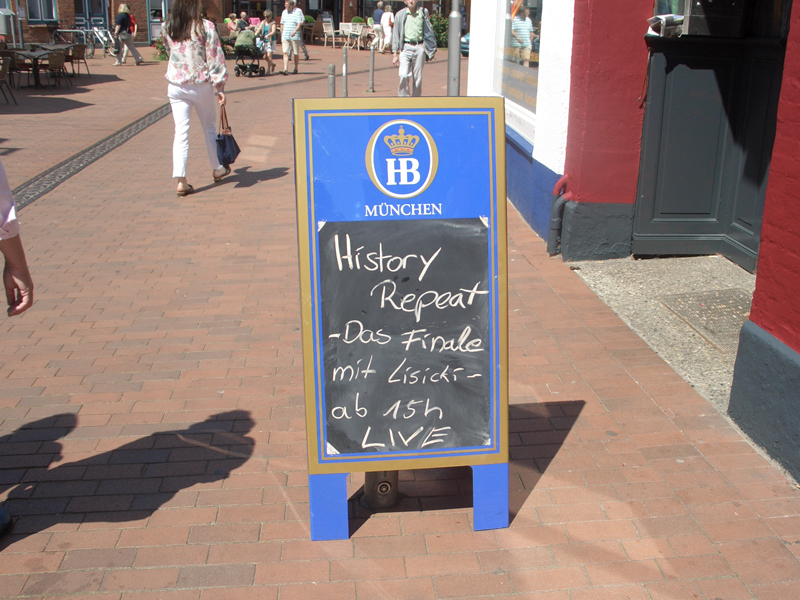 HB
MÜNCHEN
History
Repeat
-Das Finale
mit Lisicki-
ab 15h
LIVE